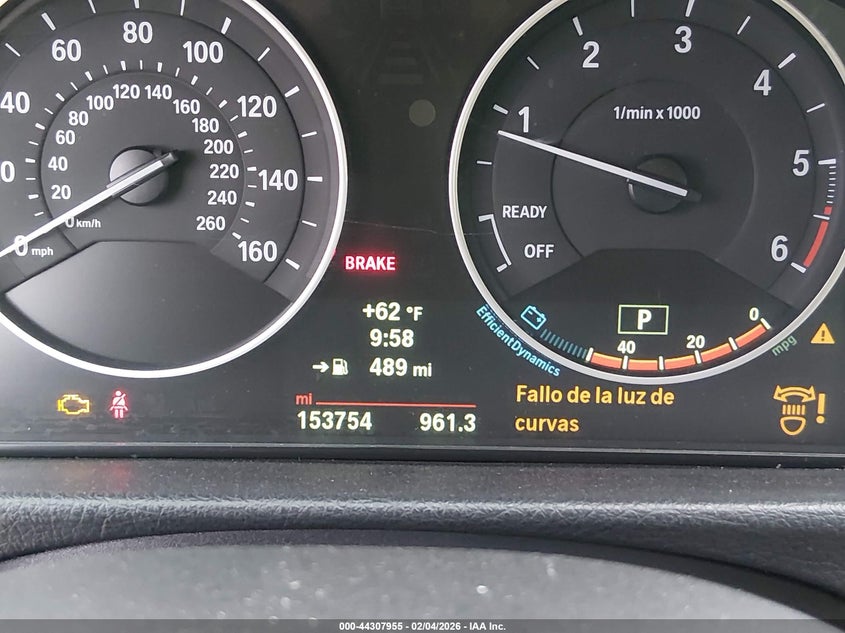 60
80
100
40
120
140
160
0 mph
20
40
60
80
100
120
140
160
180
200
220
240
260
0 km/h
BRAKE
+62 °F
9:58
489 mi
mi
153754 961.3
1
2
3
4
5
6
1/min x 1000
READY
OFF
EfficientDynamics
P
40
20
0
mpg
Fallo de la luz de
curvas
000-44307955 - 02/04/2026 - IAA Inc.